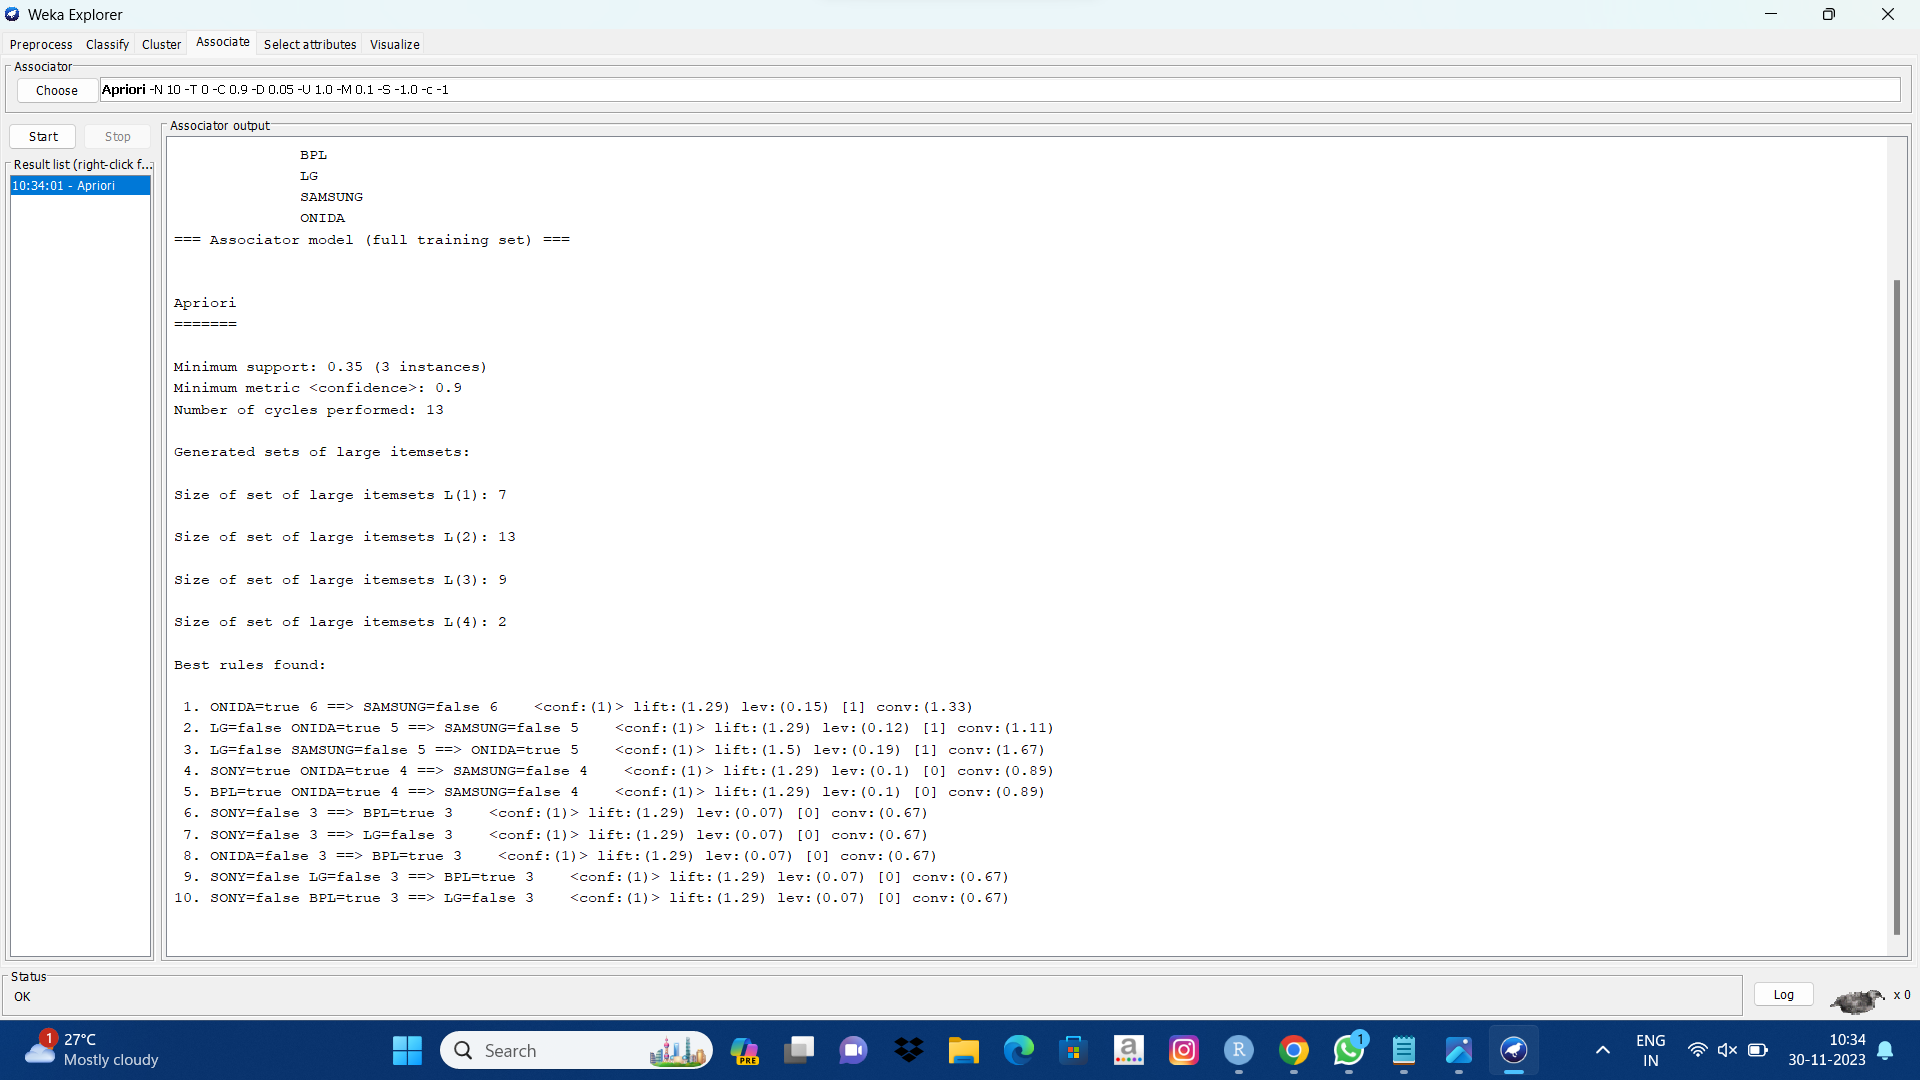 Weka Explorer
Preprocess Classify Cluster Associate Select attributes Visualize
Associator
Choose Apriori -N 10 -T 0 -C 0.9 -D 0.05 -U 1.0 -M 0.1 -S -1.0 -c -1
Start Stop
Associator output
Result list (right-click f...
10:34:01 - Apriori
BPL
LG
SAMSUNG
ONIDA
=== Associator model (full training set) ===
Apriori
=======
Minimum support: 0.35 (3 instances)
Minimum metric <confidence>: 0.9
Number of cycles performed: 13
Generated sets of large itemsets:
Size of set of large itemsets L(1): 7
Size of set of large itemsets L(2): 13
Size of set of large itemsets L(3): 9
Size of set of large itemsets L(4): 2
Best rules found:
1. ONIDA=true 6 ==> SAMSUNG=false 6    <conf:(1)> lift:(1.29) lev:(0.15) [1] conv:(1.33)
2. LG=false ONIDA=true 5 ==> SAMSUNG=false 5    <conf:(1)> lift:(1.29) lev:(0.12) [1] conv:(1.11)
3. LG=false SAMSUNG=false 5 ==> ONIDA=true 5    <conf:(1)> lift:(1.5) lev:(0.19) [1] conv:(1.67)
4. SONY=true ONIDA=true 4 ==> SAMSUNG=false 4    <conf:(1)> lift:(1.29) lev:(0.1) [0] conv:(0.89)
5. BPL=true ONIDA=true 4 ==> SAMSUNG=false 4    <conf:(1)> lift:(1.29) lev:(0.1) [0] conv:(0.89)
6. SONY=false 3 ==> BPL=true 3    <conf:(1)> lift:(1.29) lev:(0.07) [0] conv:(0.67)
7. SONY=false 3 ==> LG=false 3    <conf:(1)> lift:(1.29) lev:(0.07) [0] conv:(0.67)
8. ONIDA=false 3 ==> BPL=true 3    <conf:(1)> lift:(1.29) lev:(0.07) [0] conv:(0.67)
9. SONY=false LG=false 3 ==> BPL=true 3    <conf:(1)> lift:(1.29) lev:(0.07) [0] conv:(0.67)
10. SONY=false BPL=true 3 ==> LG=false 3    <conf:(1)> lift:(1.29) lev:(0.07) [0] conv:(0.67)
Status
OK
Log
x 0
1
27°C
Mostly cloudy
Search
PRE
a
R
1
ENG
IN
10:34
30-11-2023